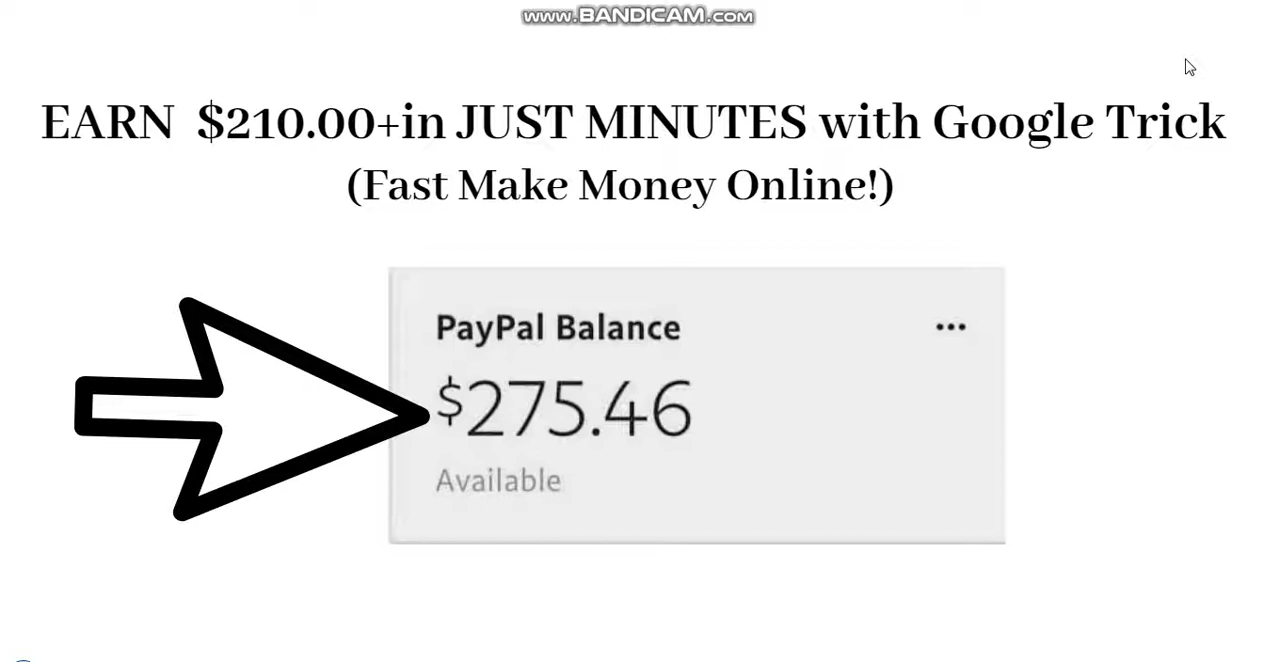 www.BANDICAM.com
EARN $210.00+in JUST MINUTES with Google Trick
(Fast Make Money Online!)
PayPal Balance
$275.46
Available